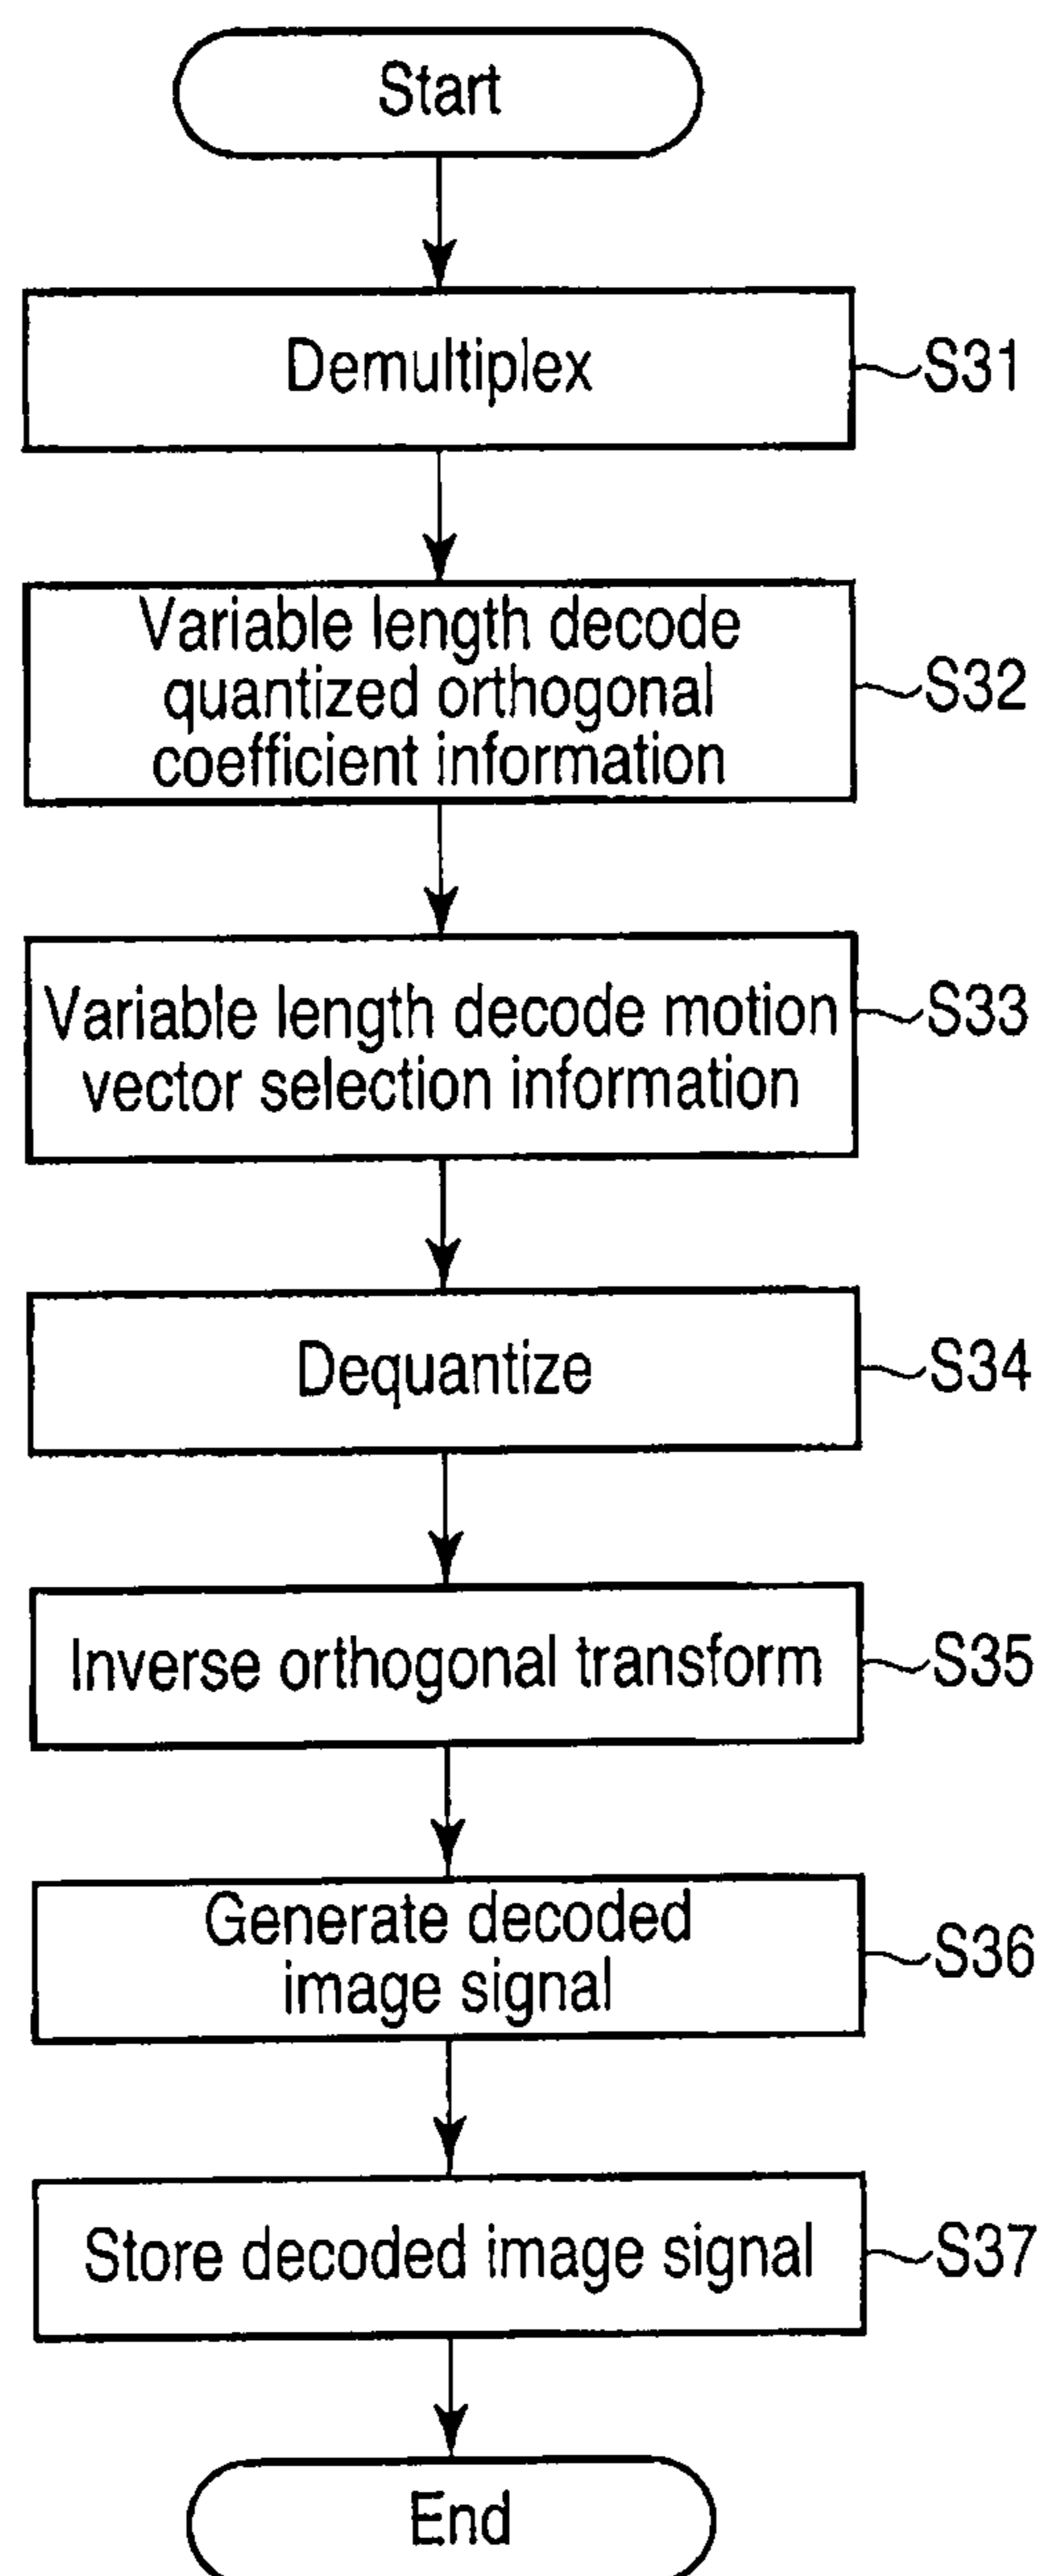 Start
Demultiplex
S31
Variable length decode
quantized orthogonal
coefficient information
S32
Variable length decode motion
vector selection information
S33
Dequantize
S34
Inverse orthogonal transform
S35
Generate decoded
image signal
S36
Store decoded image signal
S37
End